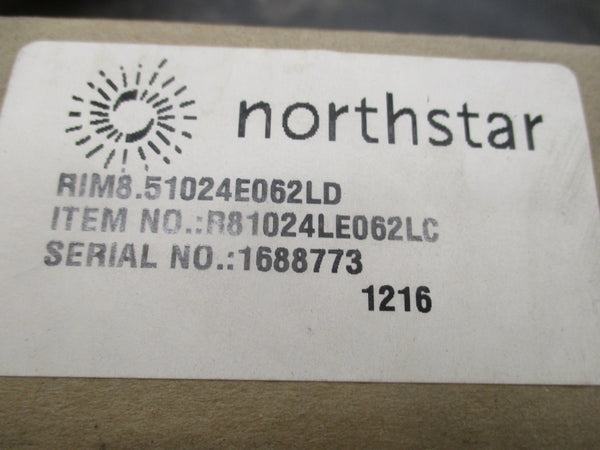 northstar
RIM8.51024E062LD
ITEM NO.:R81024LE062LC
SERIAL NO.:1688773
1216